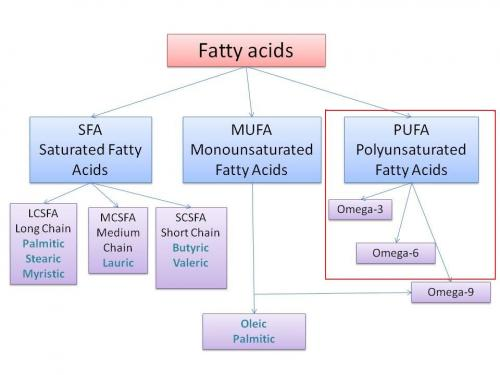 Fatty acids
SFA
Saturated Fatty
Acids
MUFA
Monounsaturated
Fatty Acids
PUFA
Polyunsaturated
Fatty Acids
LCSFA
Long Chain
Palmitic
Stearic
Myristic
MCSFA
Medium
Chain
Lauric
SCSFA
Short Chain
Butyric
Valeric
Omega-3
Omega-6
Omega-9
Oleic
Palmitic